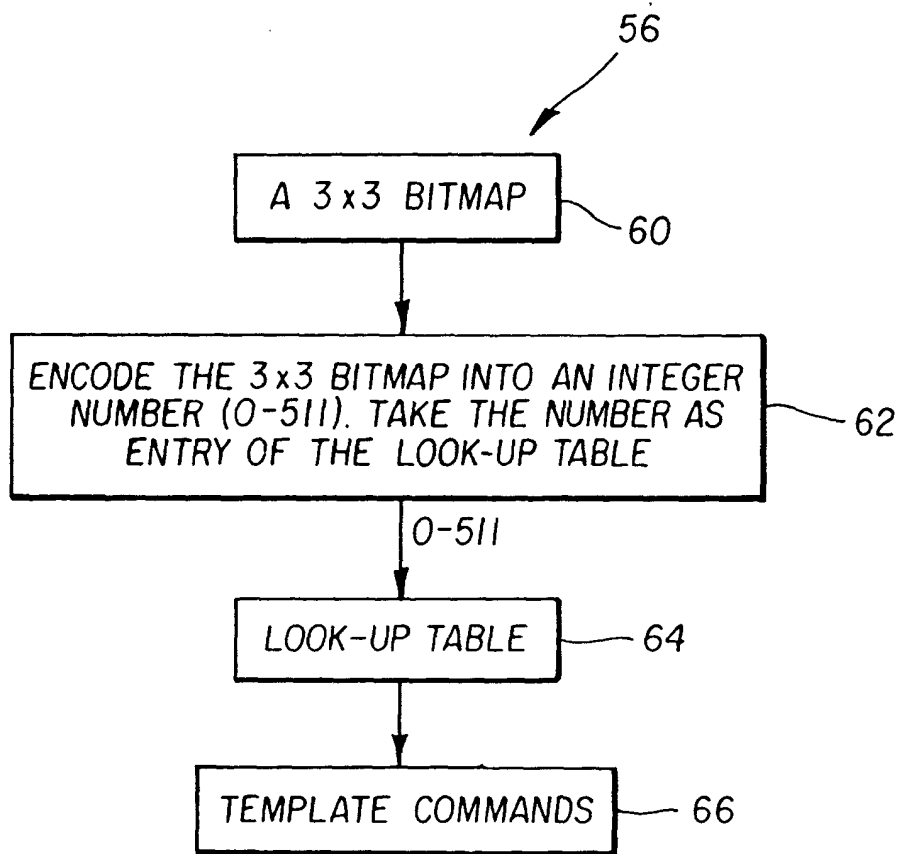 56
A 3x3 BITMAP
60
ENCODE THE 3x3 BITMAP INTO AN INTEGER
NUMBER (0-511). TAKE THE NUMBER AS
ENTRY OF THE LOOK-UP TABLE
62
0-511
LOOK-UP TABLE
64
TEMPLATE COMMANDS
66